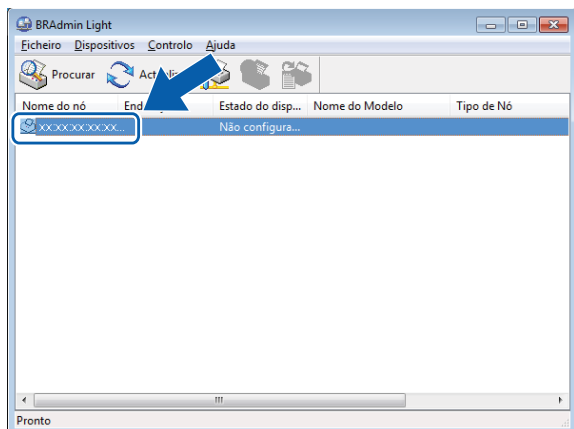 BRAdmin Light
Ficheiro Dispositivos Controlo Ajuda
Procurar
Nome do nó Estado do disp... Nome do Modelo Tipo de Nó
xx:xx:xx:xx:xx... Não configura...
Pronto